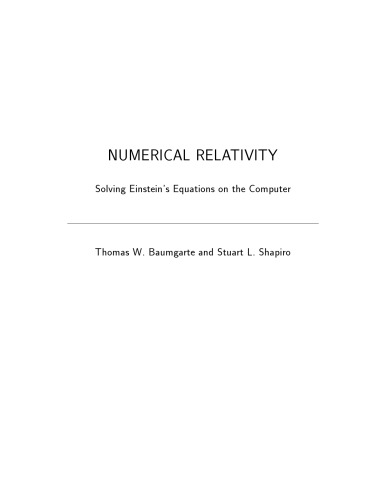 NUMERICAL RELATIVITY
Solving Einstein's Equations on the Computer
Thomas W. Baumgarte and Stuart L. Shapiro